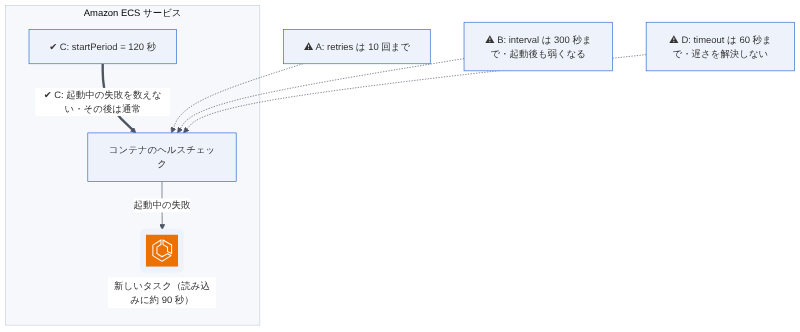 Amazon ECS サービス
✔ C: startPeriod = 120 秒
⚠ A: retries は 10 回まで
⚠ B: interval は 300 秒ま
で・起動後も弱くなる
⚠ D: timeout は 60 秒ま
で・遅さを解決しない
✔ C: 起動中の失敗を数えな
い・その後は通常
コンテナのヘルスチェッ
ク
起動中の失敗
新しいタスク（読み込
みに約 90 秒）